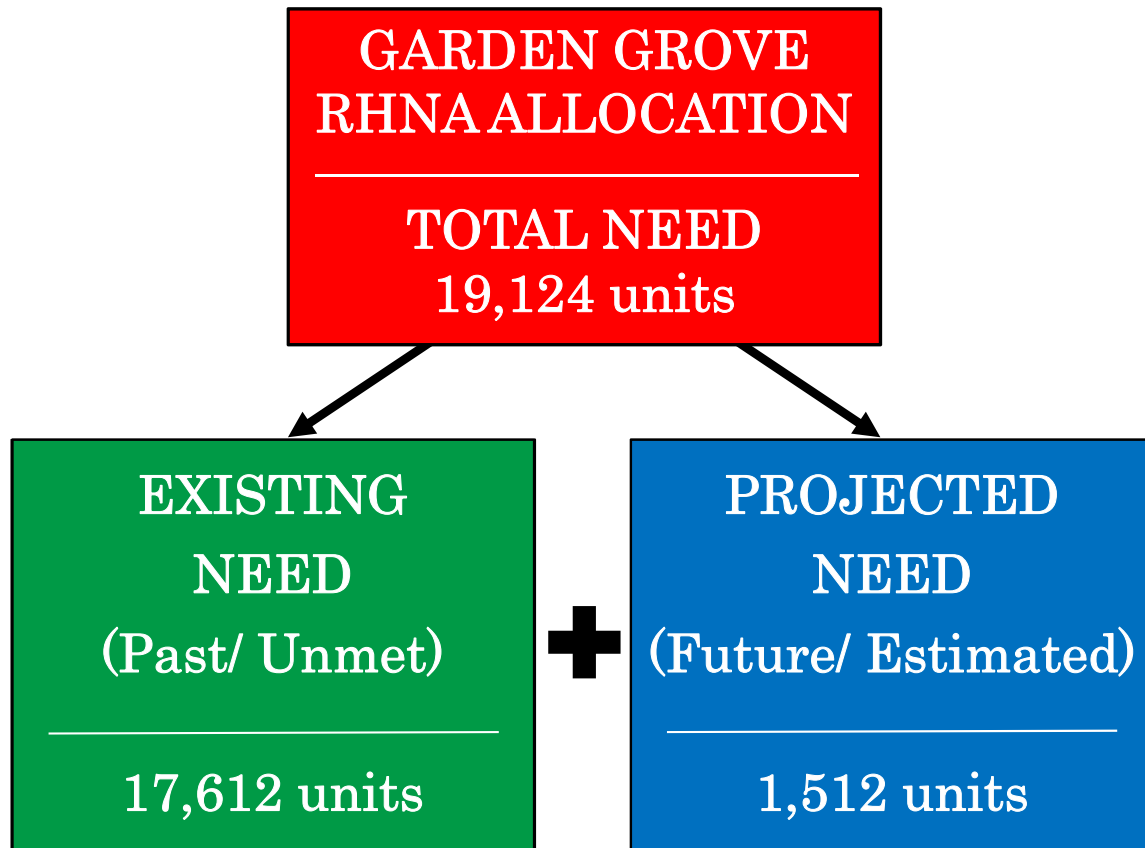 GARDEN GROVE
RHNA ALLOCATION
TOTAL NEED
19,124 units
EXISTING
NEED
(Past/ Unmet)
17,612 units
PROJECTED
NEED
(Future/ Estimated)
1,512 units